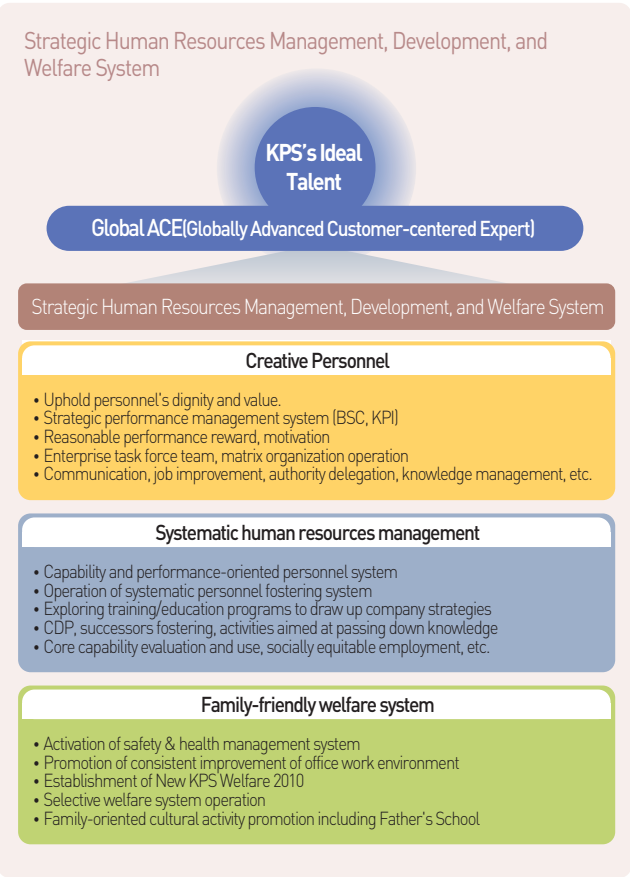 Strategic Human Resources Management, Development, and
Welfare System
KPS's Ideal
Talent
Global ACE(Globally Advanced Customer-centered Expert)
Strategic Human Resources Management, Development, and Welfare System
Creative Personnel
• Uphold personnel's dignity and value.
• Strategic performance management system (BSC, KPI)
• Reasonable performance reward, motivation
• Enterprise task force team, matrix organization operation
• Communication, job improvement, authority delegation, knowledge management, etc.
Systematic human resources management
• Capability and performance-oriented personnel system
• Operation of systematic personnel fostering system
• Exploring training/education programs to draw up company strategies
• CDP, successors fostering, activities aimed at passing down knowledge
• Core capability evaluation and use, socially equitable employment, etc.
Family-friendly welfare system
• Activation of safety & health management system
• Promotion of consistent improvement of office work environment
• Establishment of New KPS Welfare 2010
• Selective welfare system operation
• Family-oriented cultural activity promotion including Father's School